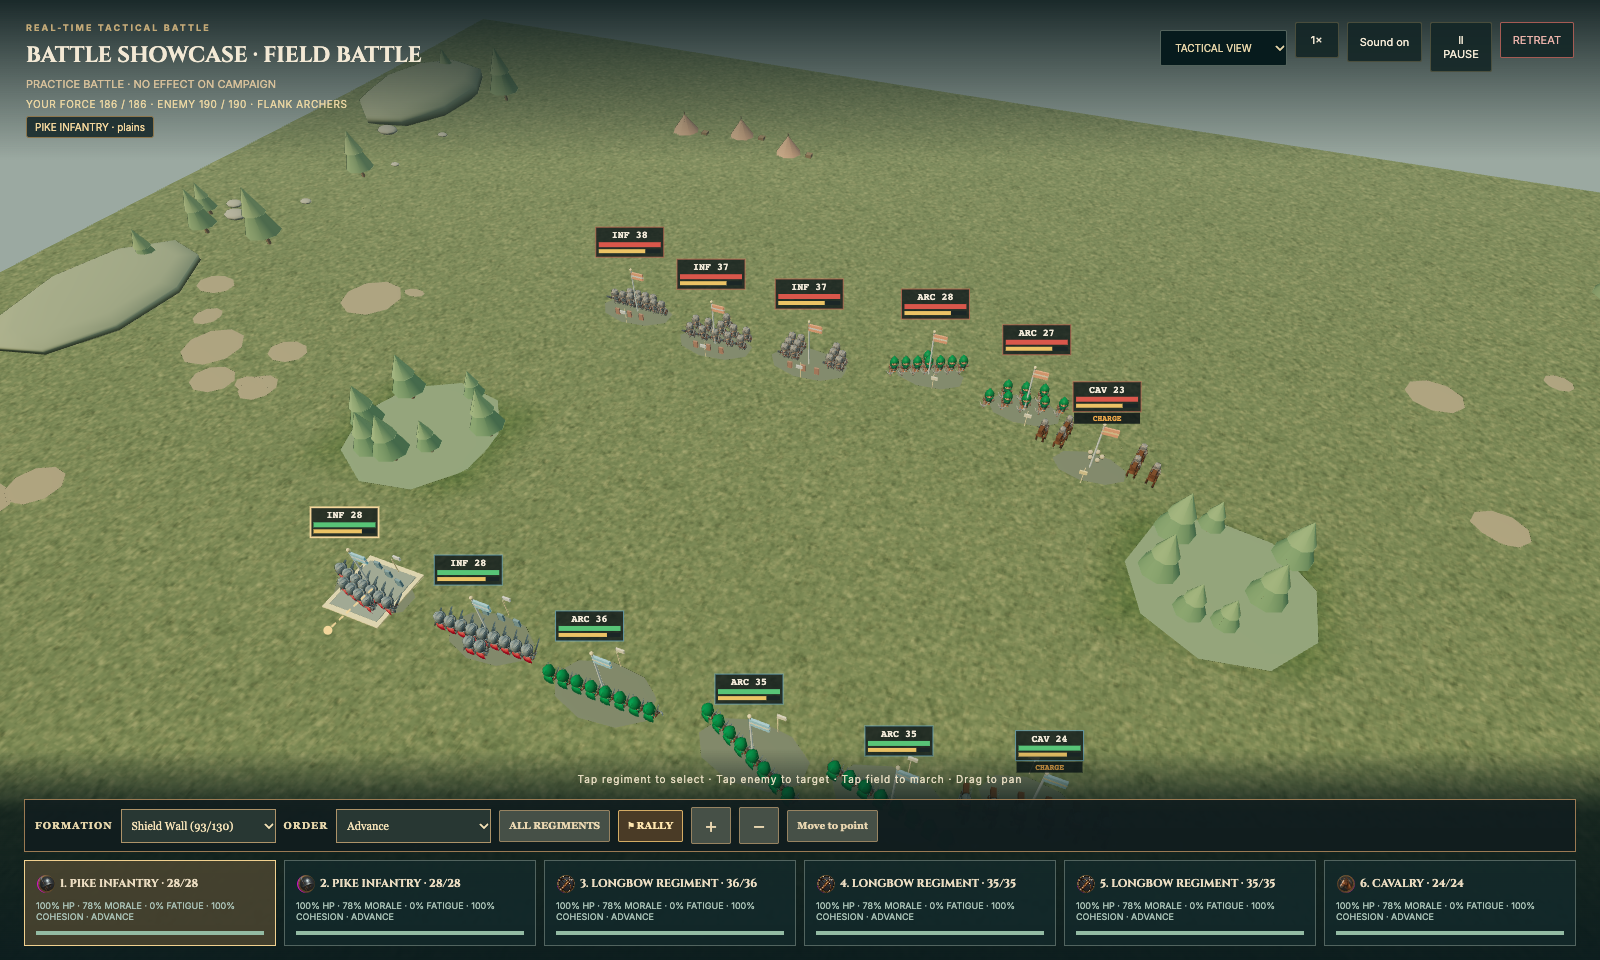 REAL-TIME TACTICAL BATTLE
BATTLE SHOWCASE · FIELD BATTLE
PRACTICE BATTLE · NO EFFECT ON CAMPAIGN
YOUR FORCE 186 / 186 · ENEMY 190 / 190 · FLANK ARCHERS
PIKE INFANTRY · plains
TACTICAL VIEW
1×
Sound on
PAUSE
RETREAT
INF 38
INF 37
INF 37
ARC 28
ARC 27
CAV 23
CHARGE
INF 28
INF 28
ARC 36
ARC 35
ARC 35
CAV 24
CHARGE
Tap regiment to select · Tap enemy to target · Tap field to march · Drag to pan
FORMATION
Shield Wall (93/130)
ORDER
Advance
ALL REGIMENTS
RALLY
+
−
Move to point
1. PIKE INFANTRY · 28/28
100% HP · 78% MORALE · 0% FATIGUE · 100%
COHESION · ADVANCE
2. PIKE INFANTRY · 28/28
100% HP · 78% MORALE · 0% FATIGUE · 100%
COHESION · ADVANCE
3. LONGBOW REGIMENT · 36/36
100% HP · 78% MORALE · 0% FATIGUE · 100%
COHESION · ADVANCE
4. LONGBOW REGIMENT · 35/35
100% HP · 78% MORALE · 0% FATIGUE · 100%
COHESION · ADVANCE
5. LONGBOW REGIMENT · 35/35
100% HP · 78% MORALE · 0% FATIGUE · 100%
COHESION · ADVANCE
6. CAVALRY · 24/24
100% HP · 78% MORALE · 0% FATIGUE · 100%
COHESION · ADVANCE